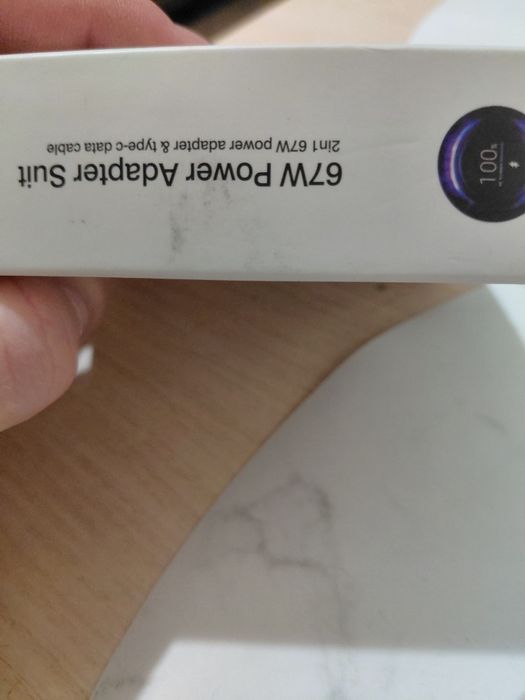 67W Power Adapter Suit
2in1 67W power adapter & type-c data cable
100%